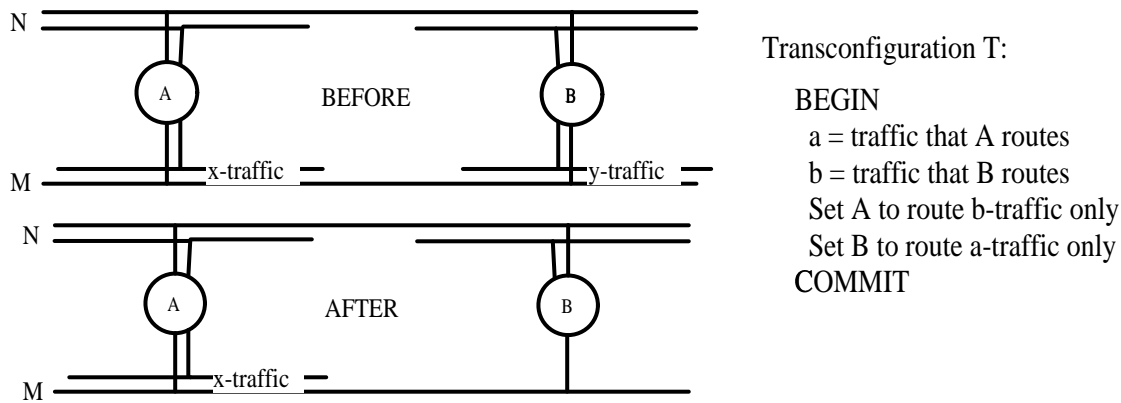 N
A
BEFORE
B
x-traffic
y-traffic
M
N
A
AFTER
B
x-traffic
M
Transconfiguration T:
BEGIN
a = traffic that A routes
b = traffic that B routes
Set A to route b-traffic only
Set B to route a-traffic only
COMMIT